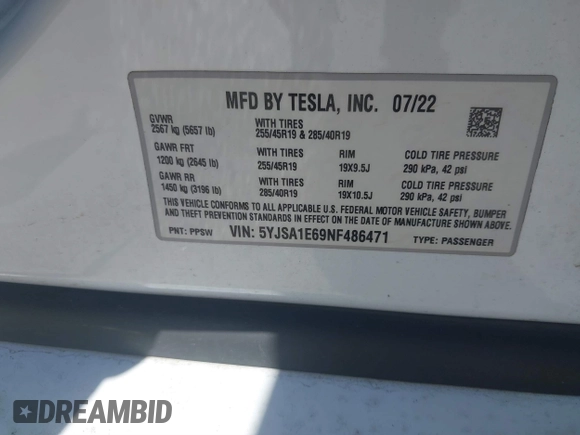 MFD BY TESLA, INC. 07/22
GVWR
2567 kg (5657 lb)
WITH TIRES
255/45R19 & 285/40R19
GAWR FRT
1200 kg (2645 lb)
WITH TIRES
255/45R19
RIM
19X9.5J
COLD TIRE PRESSURE
290 kPa, 42 psi
GAWR RR
1450 kg (3196 lb)
WITH TIRES
285/40R19
RIM
19X10.5J
COLD TIRE PRESSURE
290 kPa, 42 psi
THIS VEHICLE CONFORMS TO ALL APPLICABLE U.S. FEDERAL MOTOR VEHICLE SAFETY, BUMPER
AND THEFT PREVENTION STANDARDS IN EFFECT ON THE DATE OF MANUFACTURE SHOWN ABOVE.
PNT: PPSW VIN: 5YJSA1E69NF486471 TYPE: PASSENGER
DREAMBID